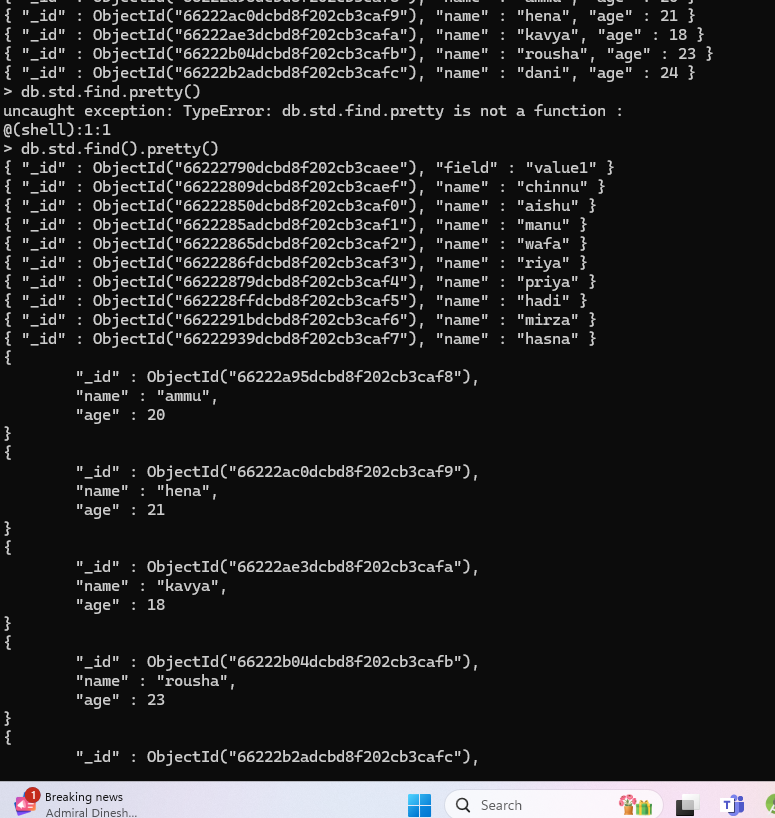 { "_id" : ObjectId("66222ac0dcbd8f202cb3caf9"), "name" : "hena", "age" : 21 }
{ "_id" : ObjectId("66222ae3dcbd8f202cb3cafa"), "name" : "kavya", "age" : 18 }
{ "_id" : ObjectId("66222b04dcbd8f202cb3cafb"), "name" : "rousha", "age" : 23 }
{ "_id" : ObjectId("66222b2adcbd8f202cb3cafc"), "name" : "dani", "age" : 24 }
> db.std.find.pretty()
uncaught exception: TypeError: db.std.find.pretty is not a function :
@(shell):1:1
> db.std.find().pretty()
{ "_id" : ObjectId("66222790dcbd8f202cb3caee"), "field" : "value1" }
{ "_id" : ObjectId("66222809dcbd8f202cb3caef"), "name" : "chinnu" }
{ "_id" : ObjectId("66222850dcbd8f202cb3caf0"), "name" : "aishu" }
{ "_id" : ObjectId("6622285adcbd8f202cb3caf1"), "name" : "manu" }
{ "_id" : ObjectId("66222865dcbd8f202cb3caf2"), "name" : "wafa" }
{ "_id" : ObjectId("6622286fdcbd8f202cb3caf3"), "name" : "riya" }
{ "_id" : ObjectId("66222879dcbd8f202cb3caf4"), "name" : "priya" }
{ "_id" : ObjectId("662228ffdcbd8f202cb3caf5"), "name" : "hadi" }
{ "_id" : ObjectId("6622291bdcbd8f202cb3caf6"), "name" : "mirza" }
{ "_id" : ObjectId("66222939dcbd8f202cb3caf7"), "name" : "hasna" }
{
"_id" : ObjectId("66222a95dcbd8f202cb3caf8"),
"name" : "ammu",
"age" : 20
}
{
"_id" : ObjectId("66222ac0dcbd8f202cb3caf9"),
"name" : "hena",
"age" : 21
}
{
"_id" : ObjectId("66222ae3dcbd8f202cb3cafa"),
"name" : "kavya",
"age" : 18
}
{
"_id" : ObjectId("66222b04dcbd8f202cb3cafb"),
"name" : "rousha",
"age" : 23
}
{
"_id" : ObjectId("66222b2adcbd8f202cb3cafc"),
1
Breaking news
Admiral Dinesh...
Search
T